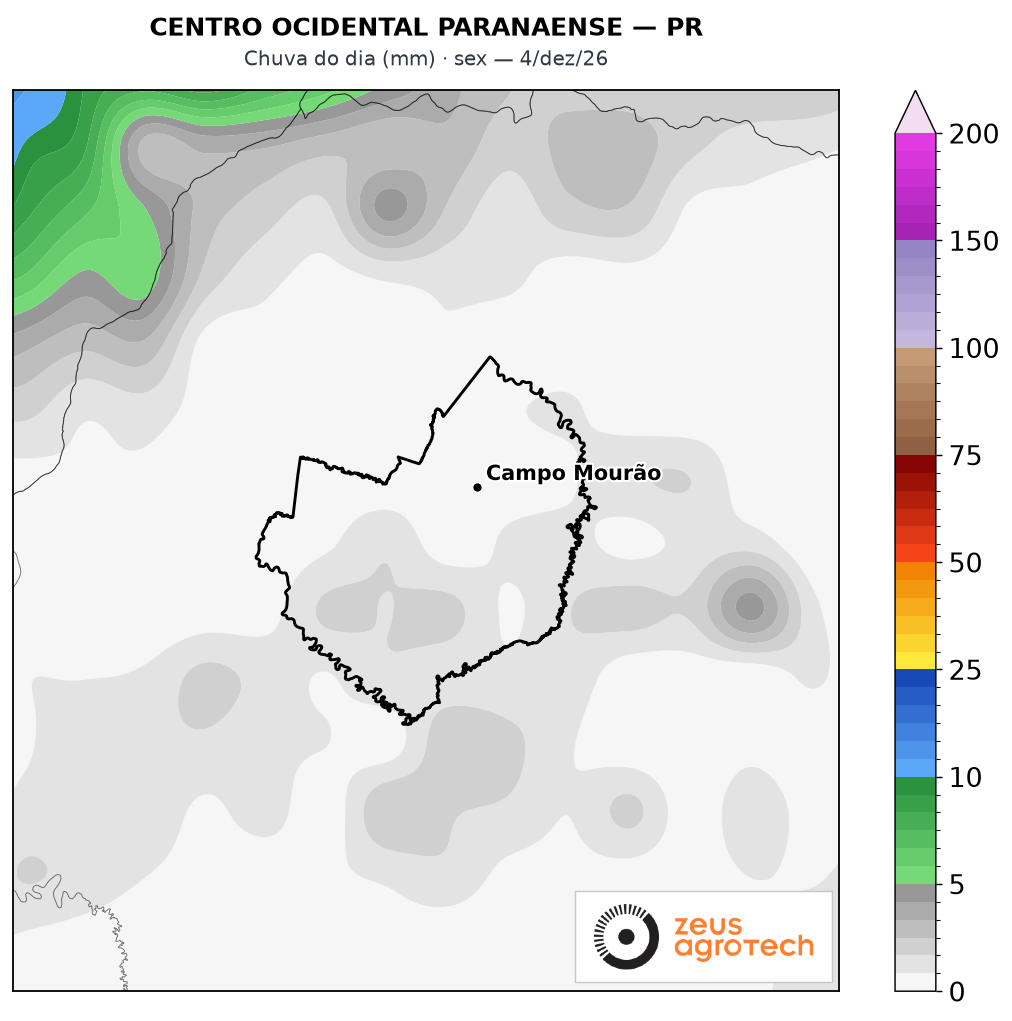 CENTRO OCIDENTAL PARANAENSE — PR
Chuva do dia (mm) · sex — 4/dez/26
200
150
100
75
50
25
10
5
0
Campo Mourão
zeus
agrotech